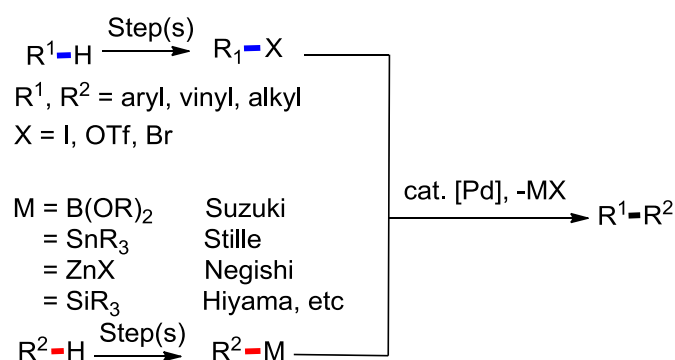 Step(s)
R¹-H R₁-X
R¹, R² = aryl, vinyl, alkyl
X = I, OTf, Br
cat. [Pd], -MX
R¹-R²
M = B(OR)₂ Suzuki
= SnR₃ Stille
= ZnX Negishi
= SiR₃ Hiyama, etc
Step(s)
R²-H R²-M